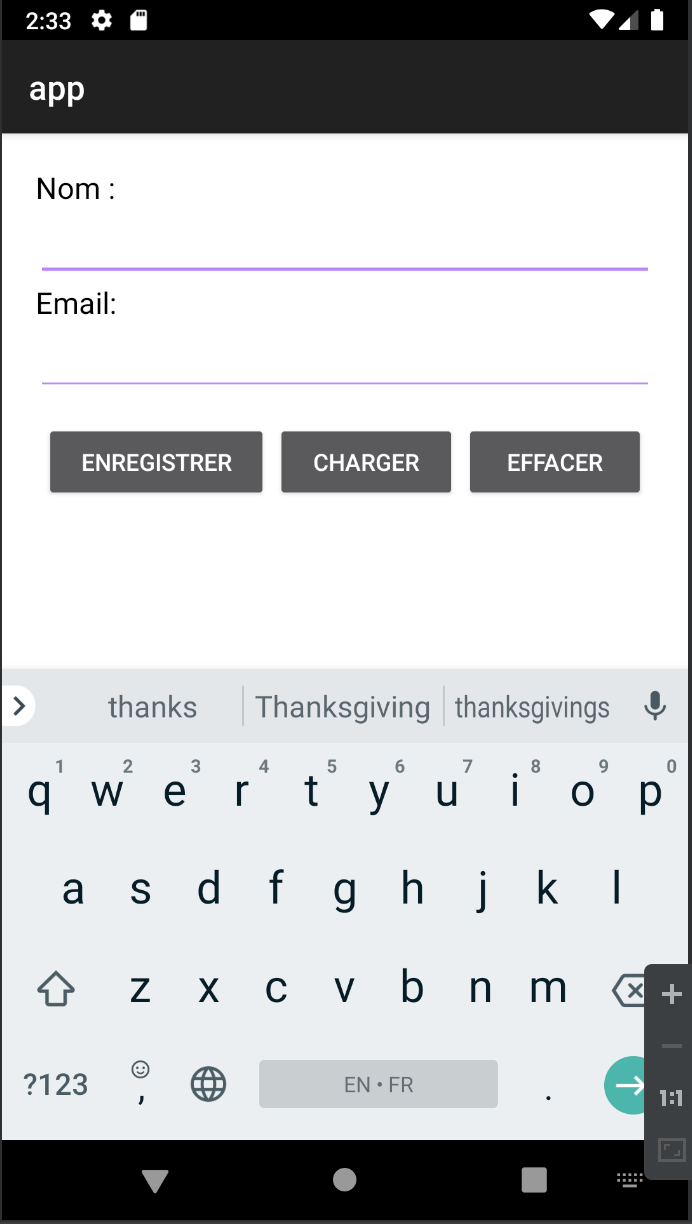 2:33
app
Nom :
Email:
ENREGISTRER CHARGER EFFACER
thanks Thanksgiving thanksgivings
1 2 3 4 5 6 7 8 9 0
q w e r t y u i o p
a s d f g h j k l
z x c v b n m
?123 , EN • FR .
1:1